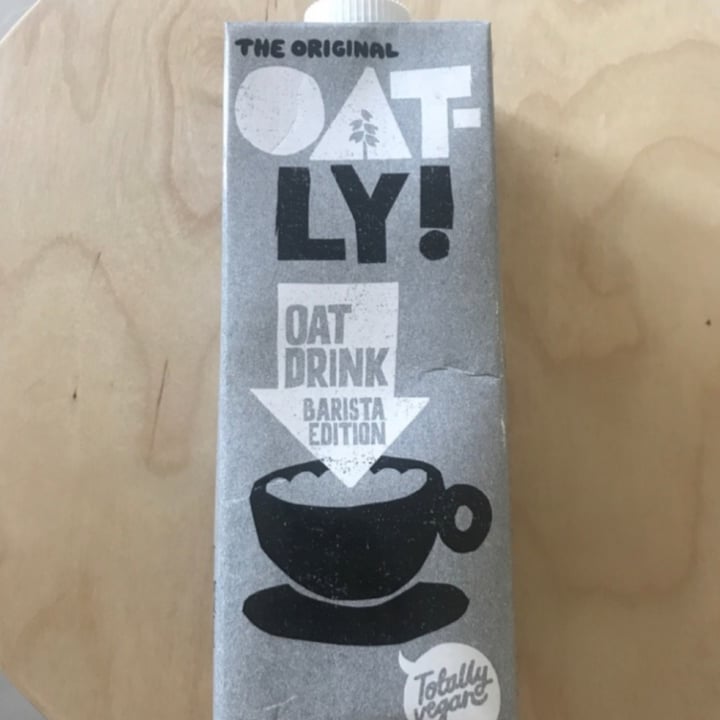 THE ORIGINAL
OAT-
LY!
OAT
DRINK
BARISTA
EDITION
Totally
vegan